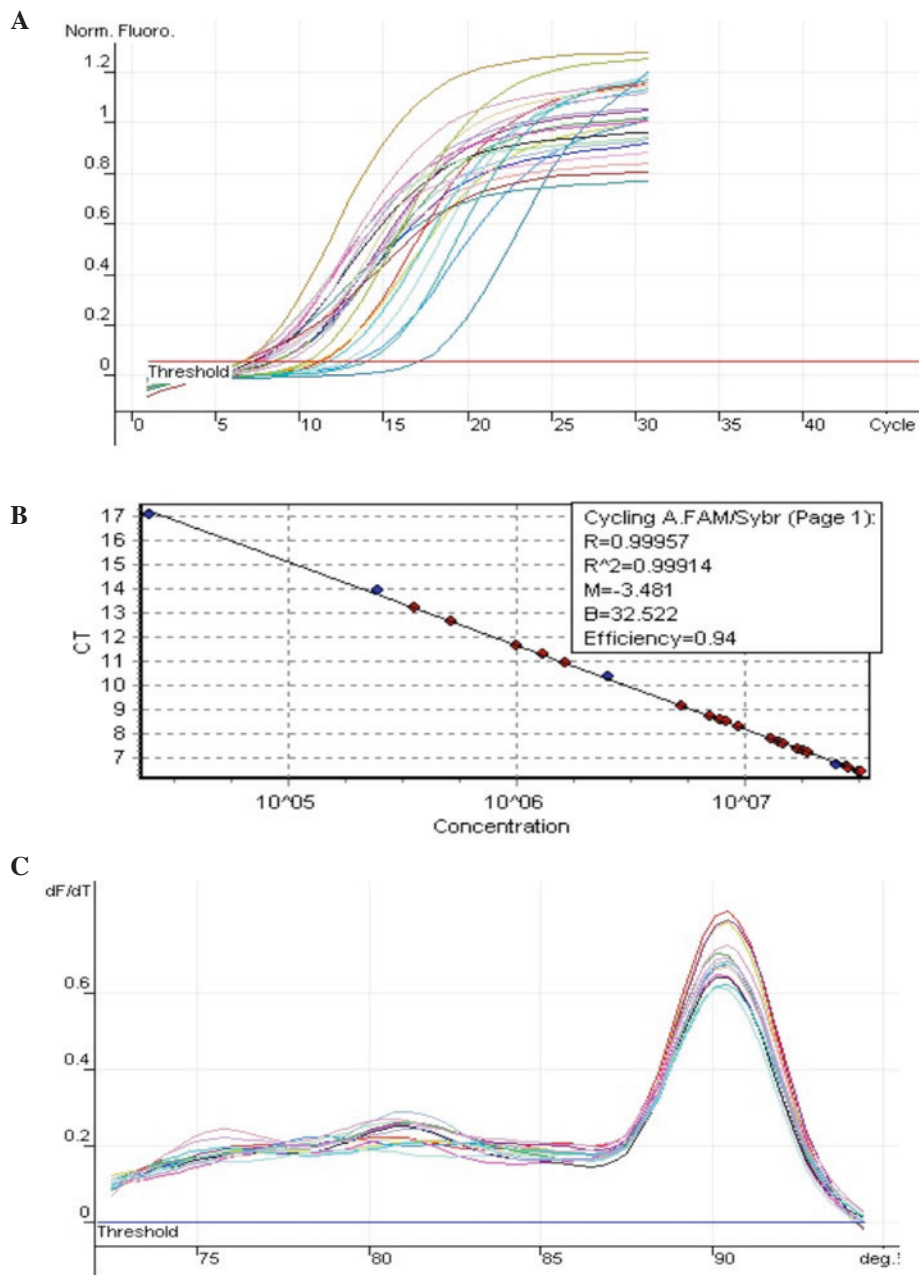 A
Norm. Fluoro.
1.2
1
0.8
0.6
0.4
0.2
0
Threshold
0 5 10 15 20 25 30 35 40 Cycle
B
17
16
15
14
13
12
11
10
9
8
7
CT
Cycling A.FAM/Sybr (Page 1):
R=0.99957
R^2=0.99914
M=-3.481
B=32.522
Efficiency=0.94
10^05 10^06 10^07
Concentration
C
dF/dT
0.6
0.4
0.2
0
Threshold
75 80 85 90 deg.